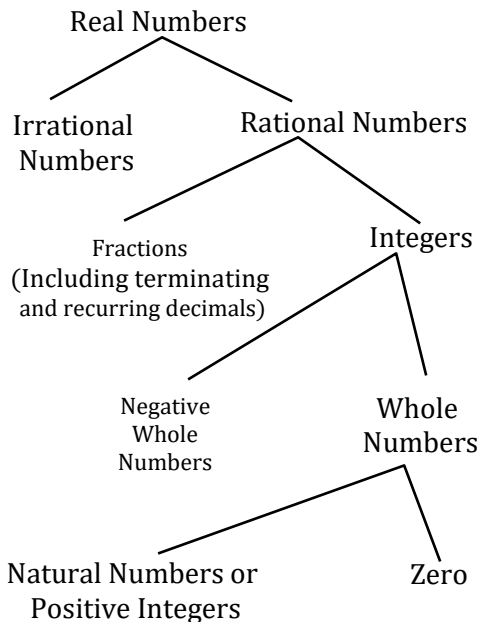 Real Numbers
Irrational
Numbers
Rational Numbers
Fractions
(Including terminating
and recurring decimals)
Integers
Negative
Whole
Numbers
Whole
Numbers
Natural Numbers or
Positive Integers
Zero